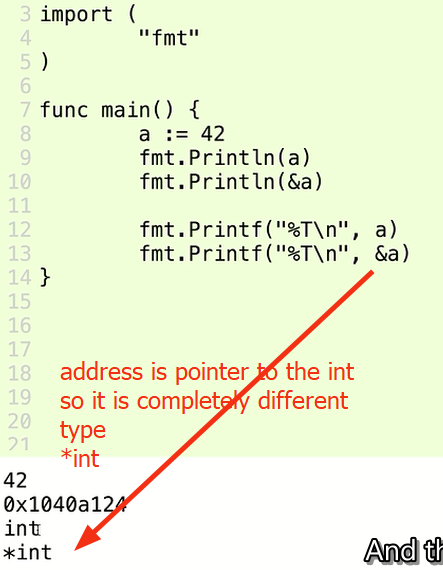 3 import (
4 "fmt"
5 )
6
7 func main() {
8 a := 42
9 fmt.Println(a)
10 fmt.Println(&a)
11
12 fmt.Printf("%T\n", a)
13 fmt.Printf("%T\n", &a)
14 }
15
16
17
18
19
20
21
address is pointer to the int
so it is completely different
type
*int
42
0x1040a124
int
*int
And th